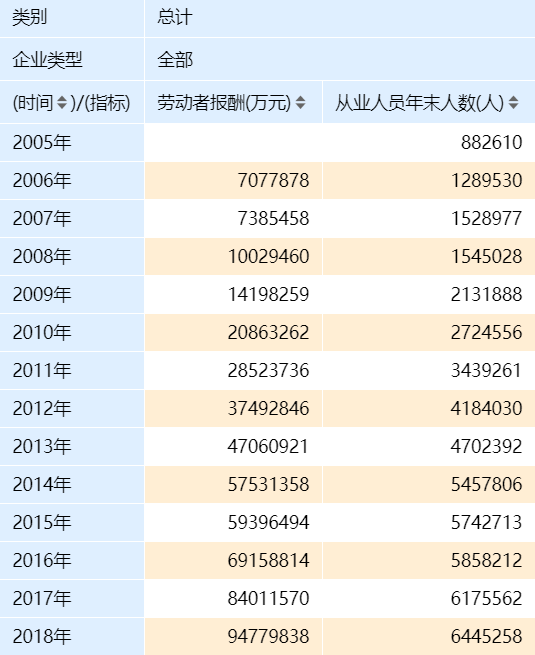 类别 总计
企业类型 全部
(时间)/(指标) 劳动者报酬(万元) 从业人员年末人数(人)
2005年 882610
2006年 7077878 1289530
2007年 7385458 1528977
2008年 10029460 1545028
2009年 14198259 2131888
2010年 20863262 2724556
2011年 28523736 3439261
2012年 37492846 4184030
2013年 47060921 4702392
2014年 57531358 5457806
2015年 59396494 5742713
2016年 69158814 5858212
2017年 84011570 6175562
2018年 94779838 6445258